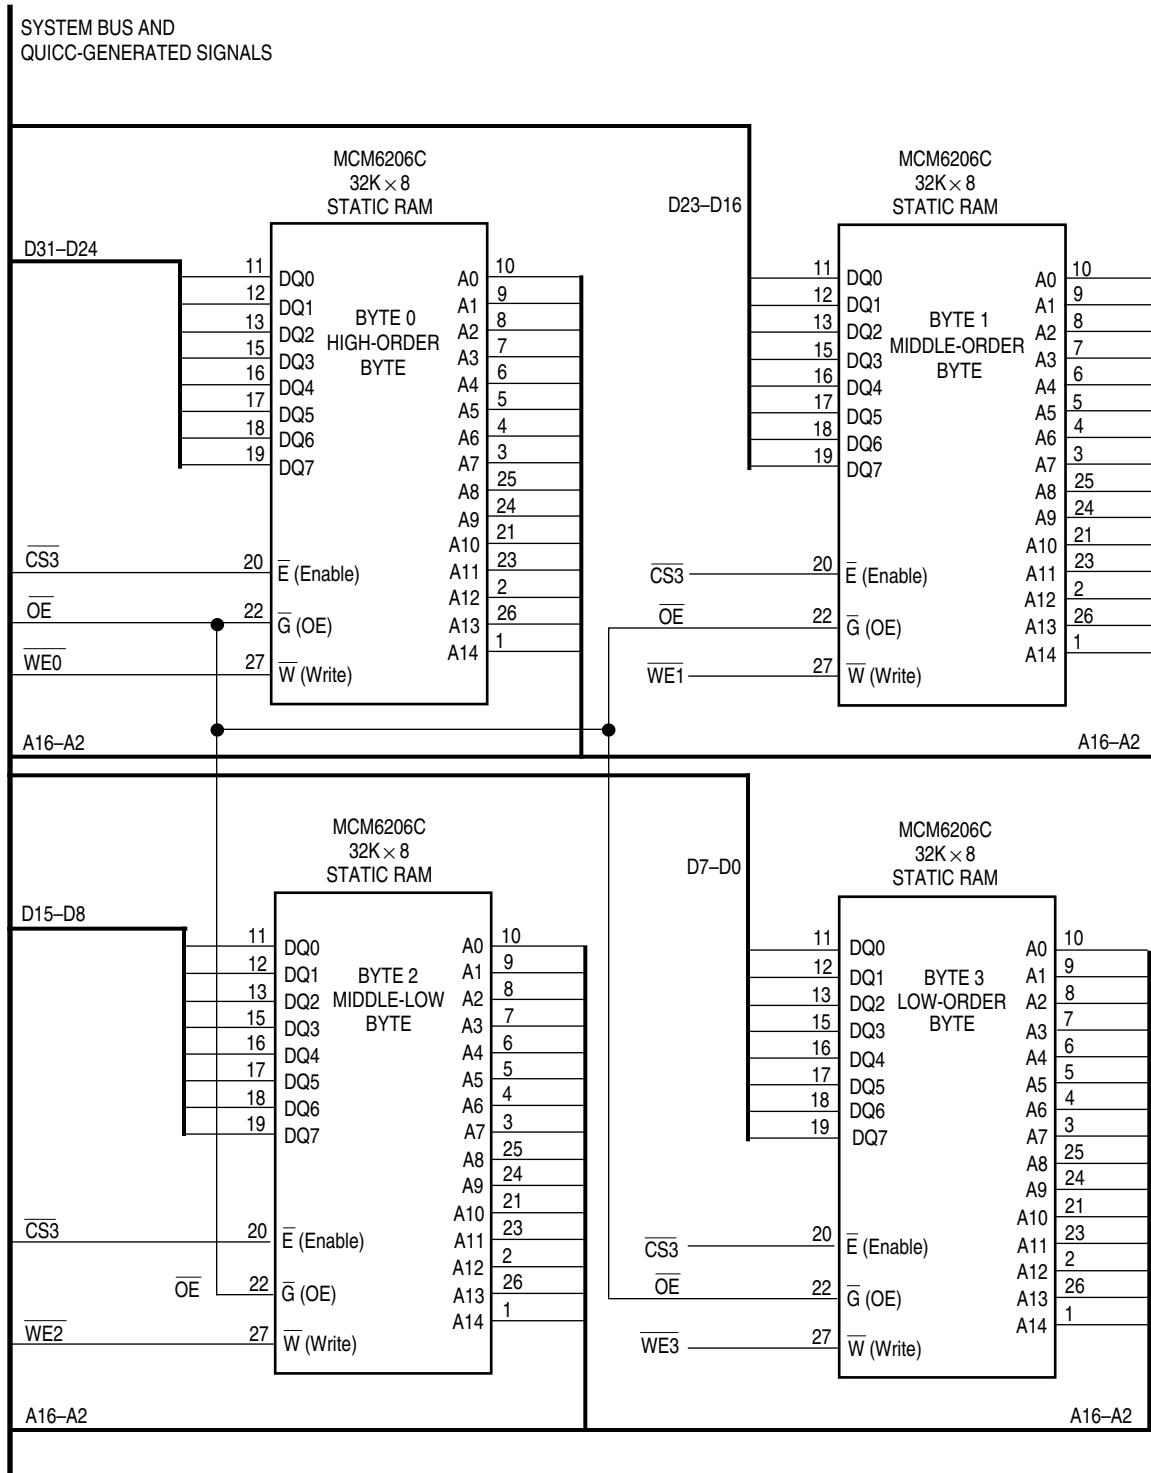 SYSTEM BUS AND
QUICC-GENERATED SIGNALS
MCM6206C
32K × 8
STATIC RAM
D31–D24
BYTE 0
HIGH-ORDER
BYTE
11 DQ0
12 DQ1
13 DQ2
15 DQ3
16 DQ4
17 DQ5
18 DQ6
19 DQ7
A0 10
A1 9
A2 8
A3 7
A4 6
A5 5
A6 4
A7 3
A8 25
A9 24
A10 21
A11 23
A12 2
A13 26
A14 1
C̅S̅3̅ 20 E̅ (Enable)
O̅E̅ 22 G̅ (OE)
W̅E̅0̅ 27 W̅ (Write)
A16–A2
MCM6206C
32K × 8
STATIC RAM
D23–D16
BYTE 1
MIDDLE-ORDER
BYTE
11 DQ0
12 DQ1
13 DQ2
15 DQ3
16 DQ4
17 DQ5
18 DQ6
19 DQ7
A0 10
A1 9
A2 8
A3 7
A4 6
A5 5
A6 4
A7 3
A8 25
A9 24
A10 21
A11 23
A12 2
A13 26
A14 1
C̅S̅3̅ 20 E̅ (Enable)
O̅E̅ 22 G̅ (OE)
W̅E̅1̅ 27 W̅ (Write)
A16–A2
MCM6206C
32K × 8
STATIC RAM
D15–D8
BYTE 2
MIDDLE-LOW
BYTE
11 DQ0
12 DQ1
13 DQ2
15 DQ3
16 DQ4
17 DQ5
18 DQ6
19 DQ7
A0 10
A1 9
A2 8
A3 7
A4 6
A5 5
A6 4
A7 3
A8 25
A9 24
A10 21
A11 23
A12 2
A13 26
A14 1
C̅S̅3̅ 20 E̅ (Enable)
O̅E̅ 22 G̅ (OE)
W̅E̅2̅ 27 W̅ (Write)
A16–A2
MCM6206C
32K × 8
STATIC RAM
D7–D0
BYTE 3
LOW-ORDER
BYTE
11 DQ0
12 DQ1
13 DQ2
15 DQ3
16 DQ4
17 DQ5
18 DQ6
19 DQ7
A0 10
A1 9
A2 8
A3 7
A4 6
A5 5
A6 4
A7 3
A8 25
A9 24
A10 21
A11 23
A12 2
A13 26
A14 1
C̅S̅3̅ 20 E̅ (Enable)
O̅E̅ 22 G̅ (OE)
W̅E̅3̅ 27 W̅ (Write)
A16–A2